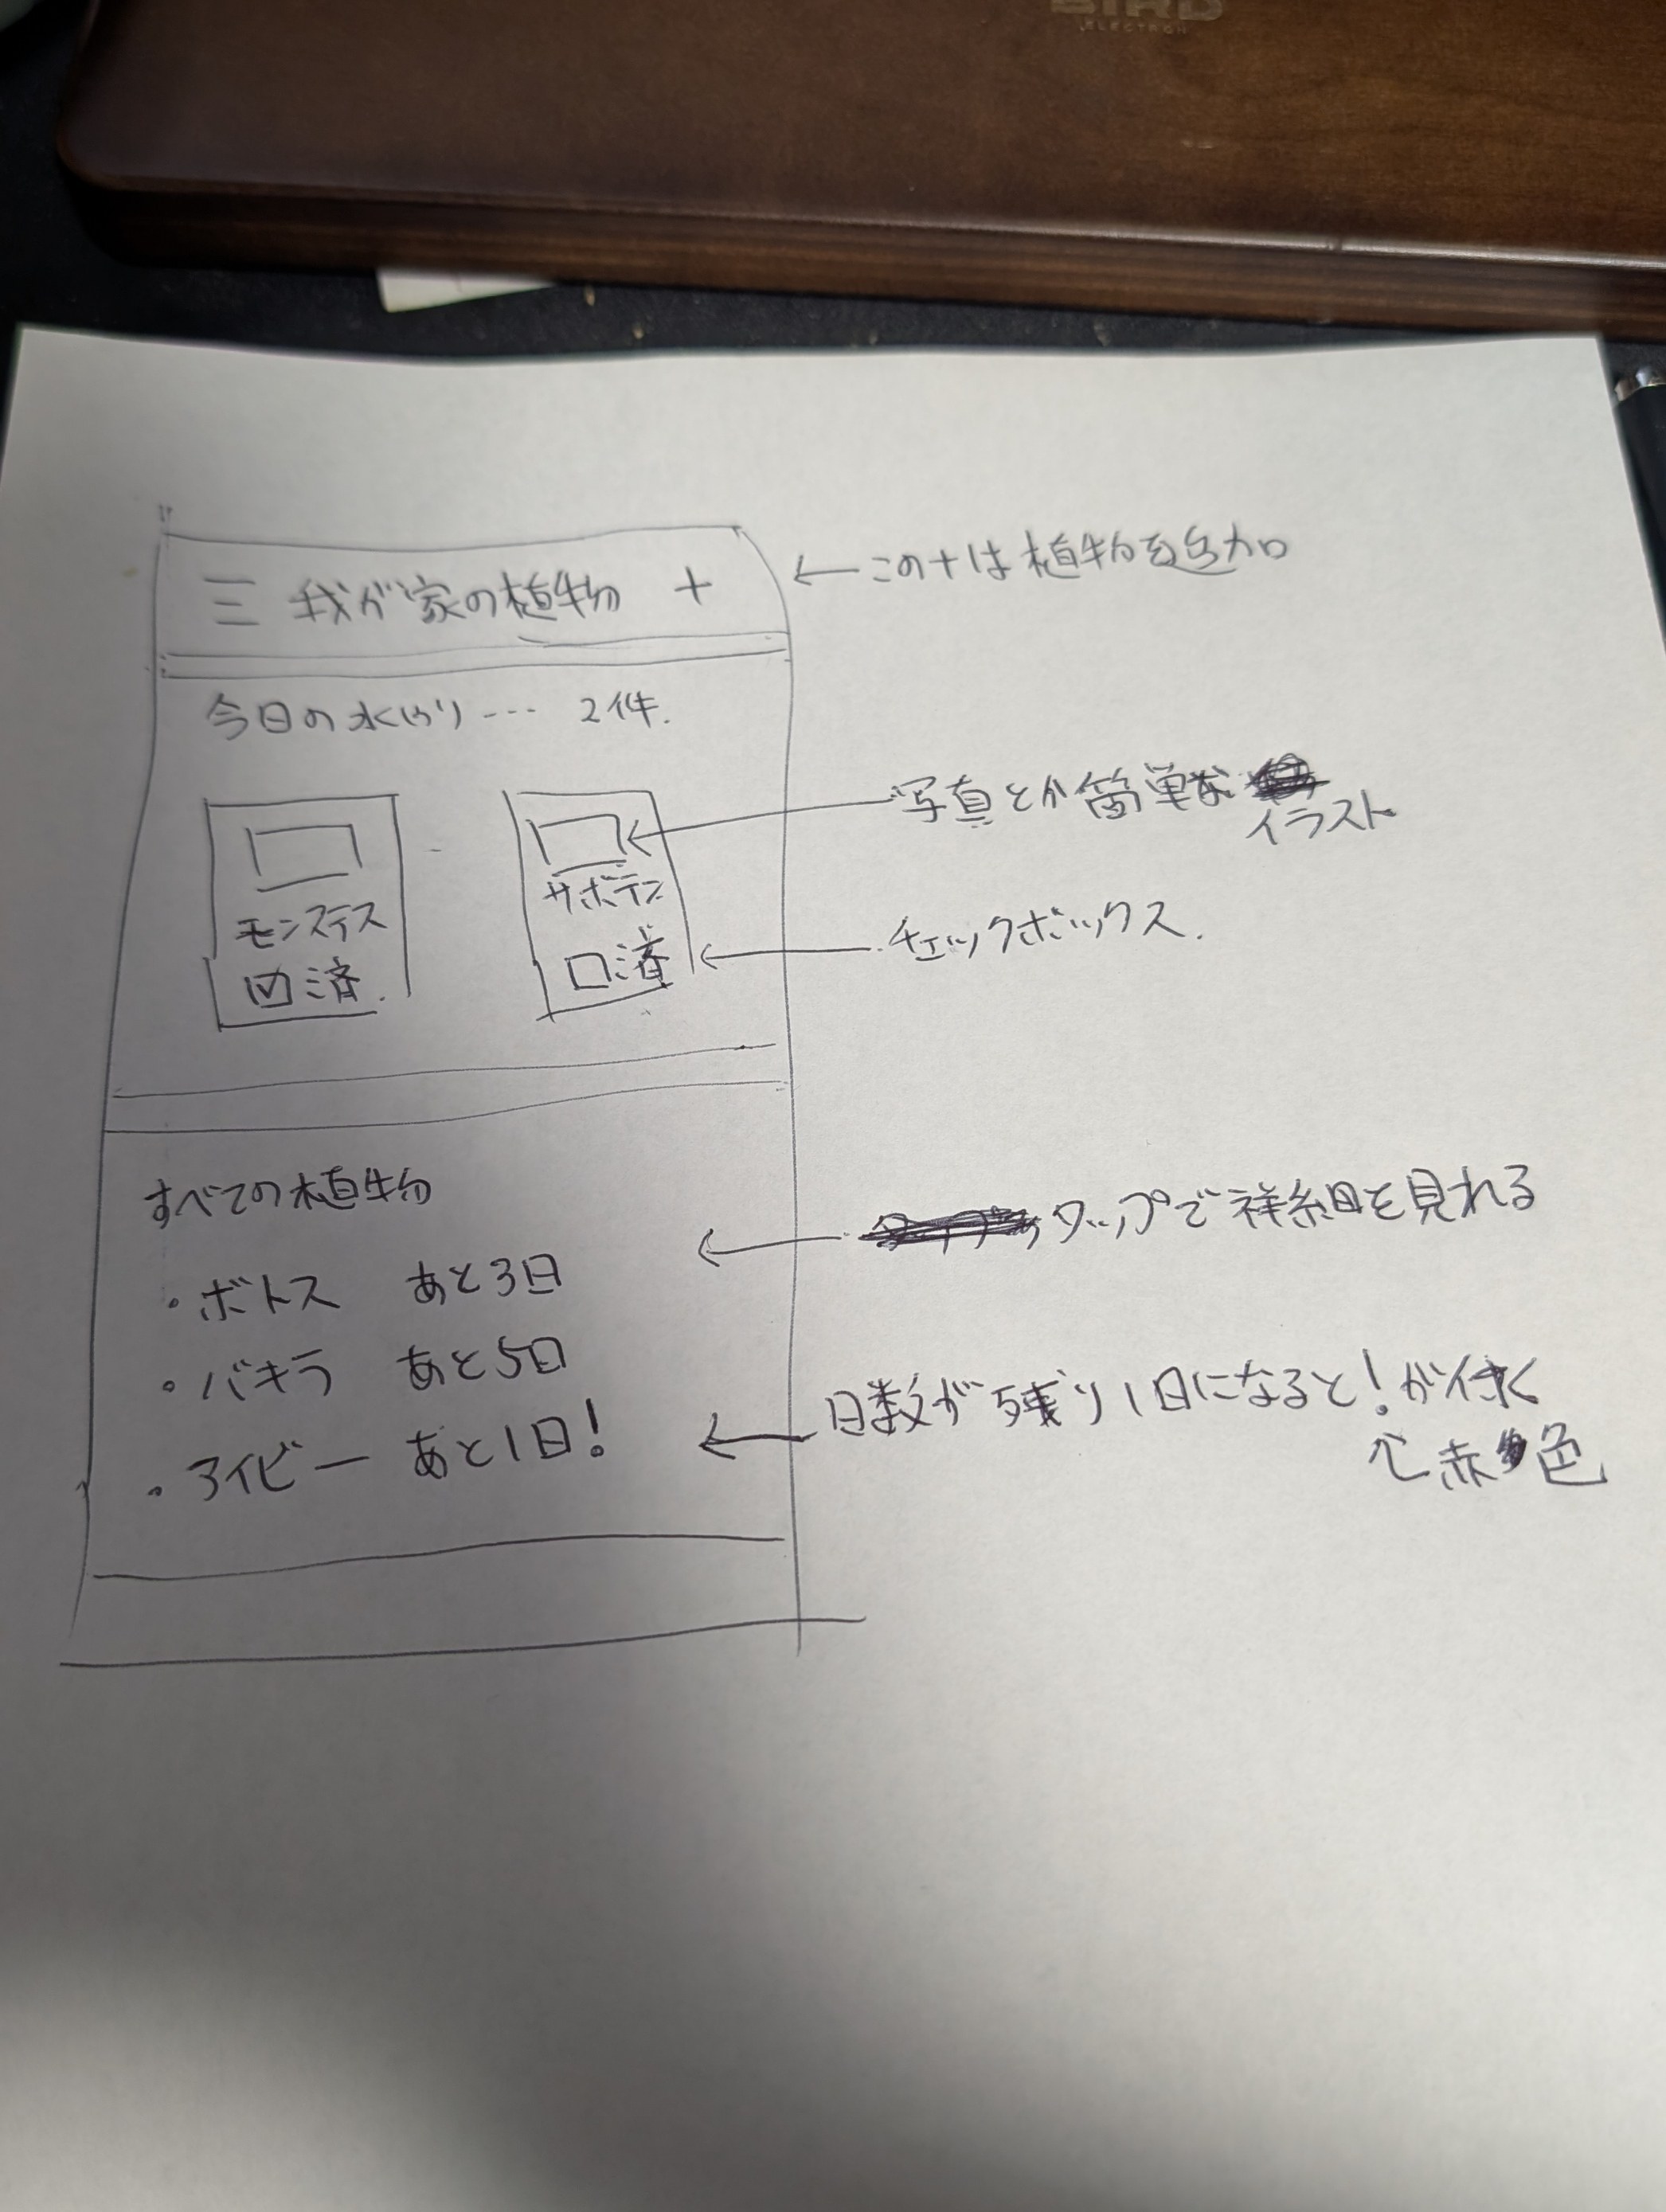 BIRD
ELECTRON
三 我が家の植物 +
←この+は植物を追加
今日の水やり… 2件.
写真とか簡単な
イラスト
モンステス
☑済.
サボテン
□済
チェックボックス.
すべての植物
タップで詳細を見れる
・ボトス あと3日
・バキラ あと5日
・アイビー あと1日!
日数が残り1日になると!が付く
赤色